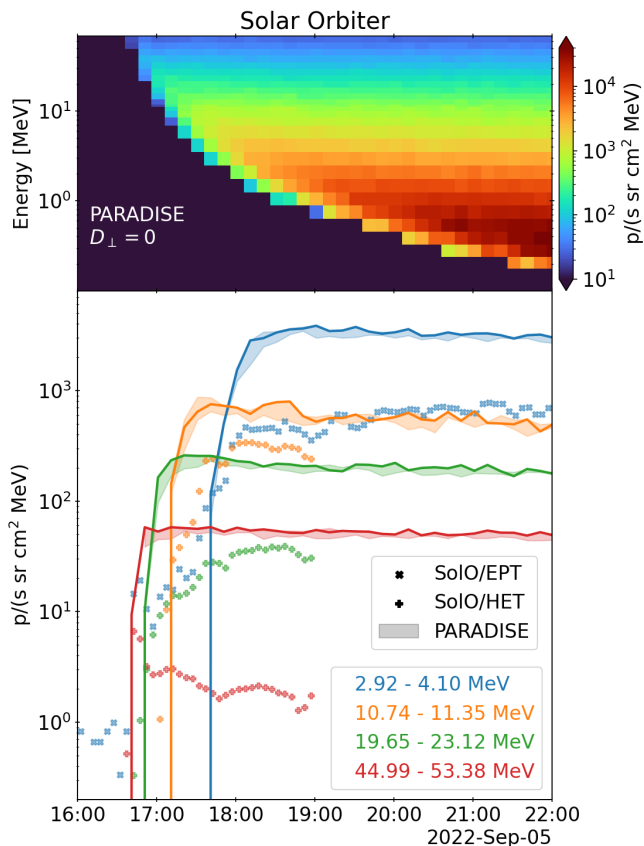 Solar Orbiter
Energy [MeV]
10¹
10⁰
PARADISE
D⊥ = 0
10⁴
10³
10²
10¹
p/(s sr cm² MeV)
p/(s sr cm² MeV)
10³
10²
10¹
10⁰
SolO/EPT
SolO/HET
PARADISE
2.92 - 4.10 MeV
10.74 - 11.35 MeV
19.65 - 23.12 MeV
44.99 - 53.38 MeV
16:00 17:00 18:00 19:00 20:00 21:00 22:00
2022-Sep-05